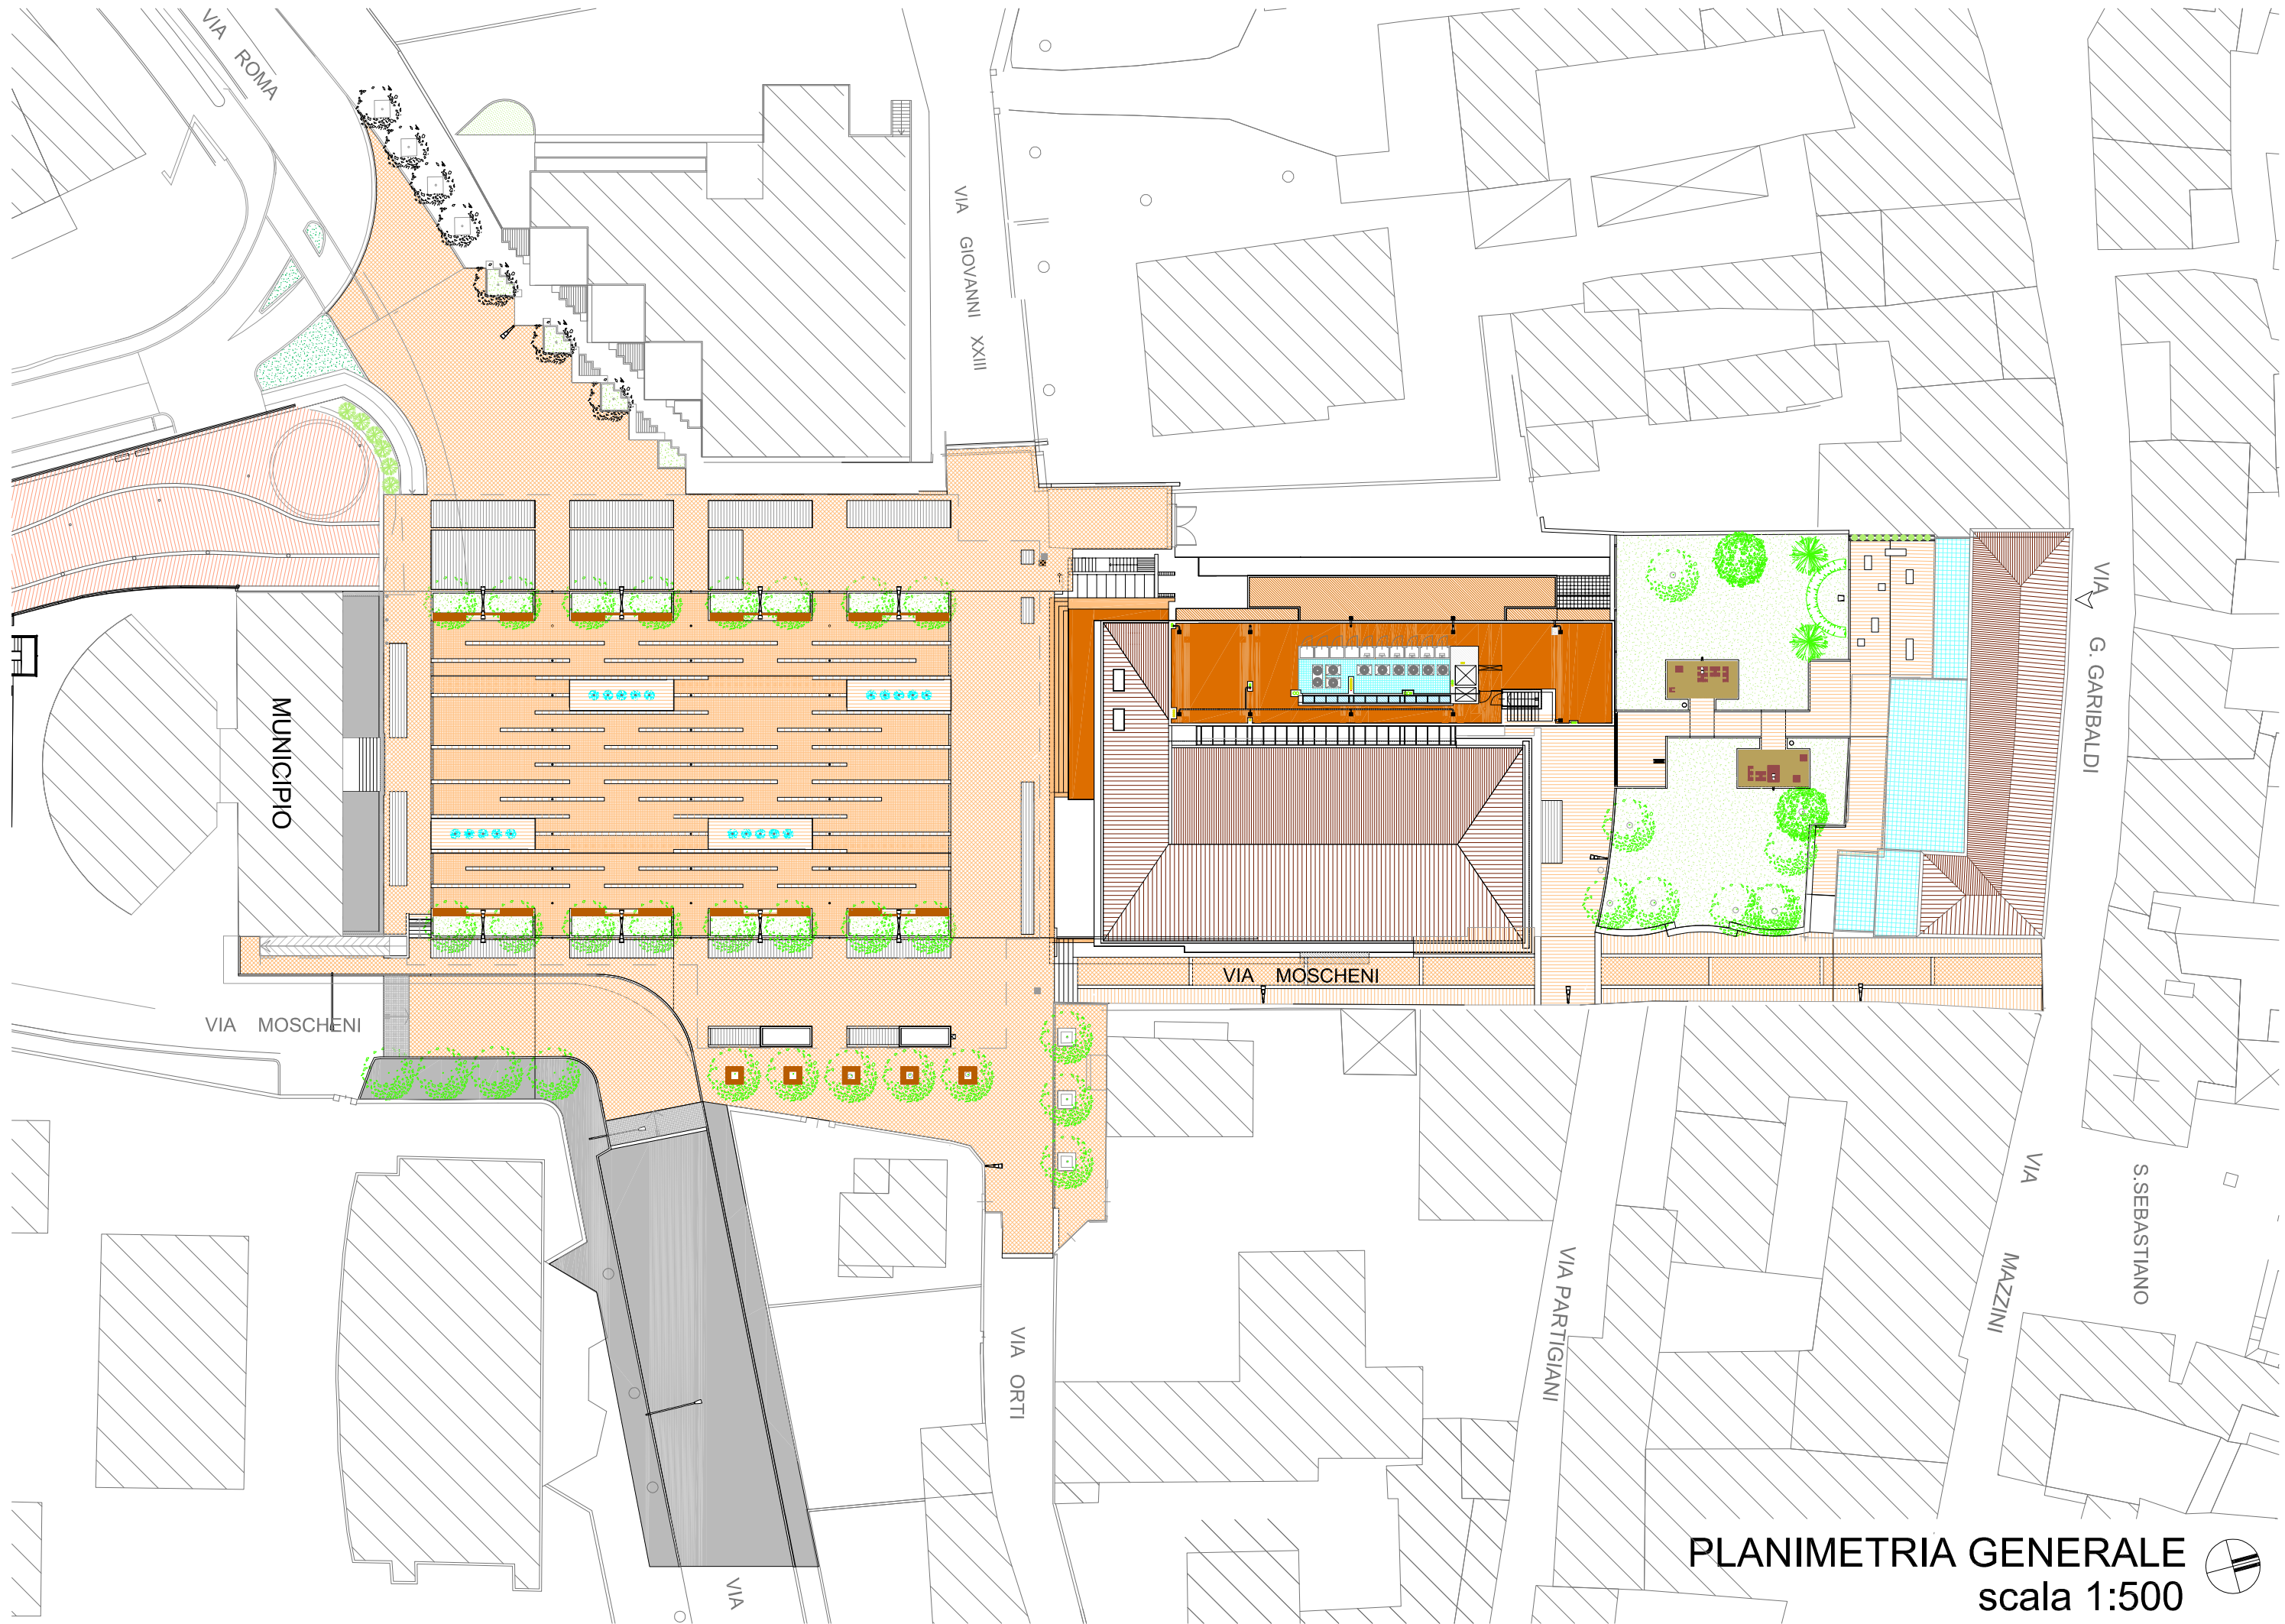 VIA ROMA
VIA GIOVANNI XXIII
VIA G. GARIBALDI
MUNICIPIO
VIA MOSCHENI
VIA MOSCHENI
VIA ORTI
VIA PARTIGIANI
VIA MAZZINI
S.SEBASTIANO
VIA
PLANIMETRIA GENERALE
scala 1:500